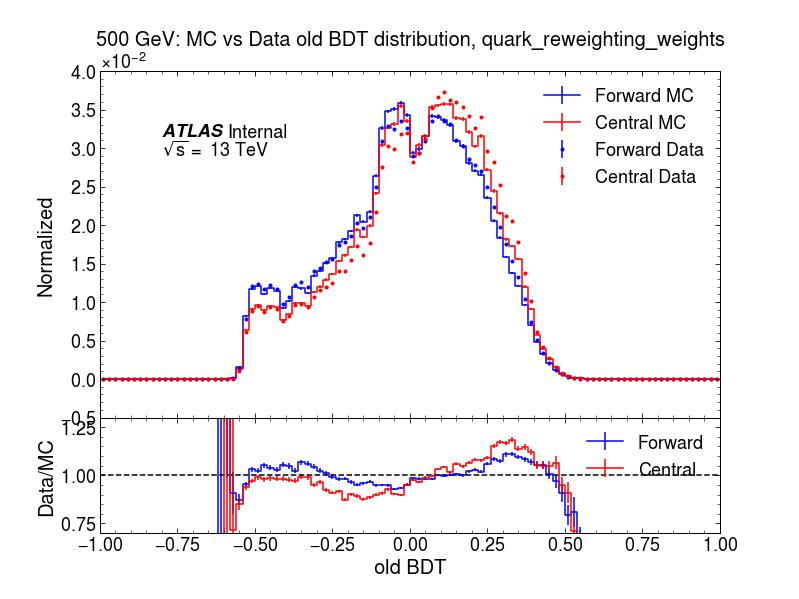 500 GeV: MC vs Data old BDT distribution, quark_reweighting_weights
×10⁻²
4.0
3.5
3.0
2.5
2.0
1.5
1.0
0.5
0.0
0.5
Normalized
ATLAS Internal
√s = 13 TeV
Forward MC
Central MC
Forward Data
Central Data
1.25
1.00
0.75
Data/MC
Forward
Central
−1.00 −0.75 −0.50 −0.25 0.00 0.25 0.50 0.75 1.00
old BDT